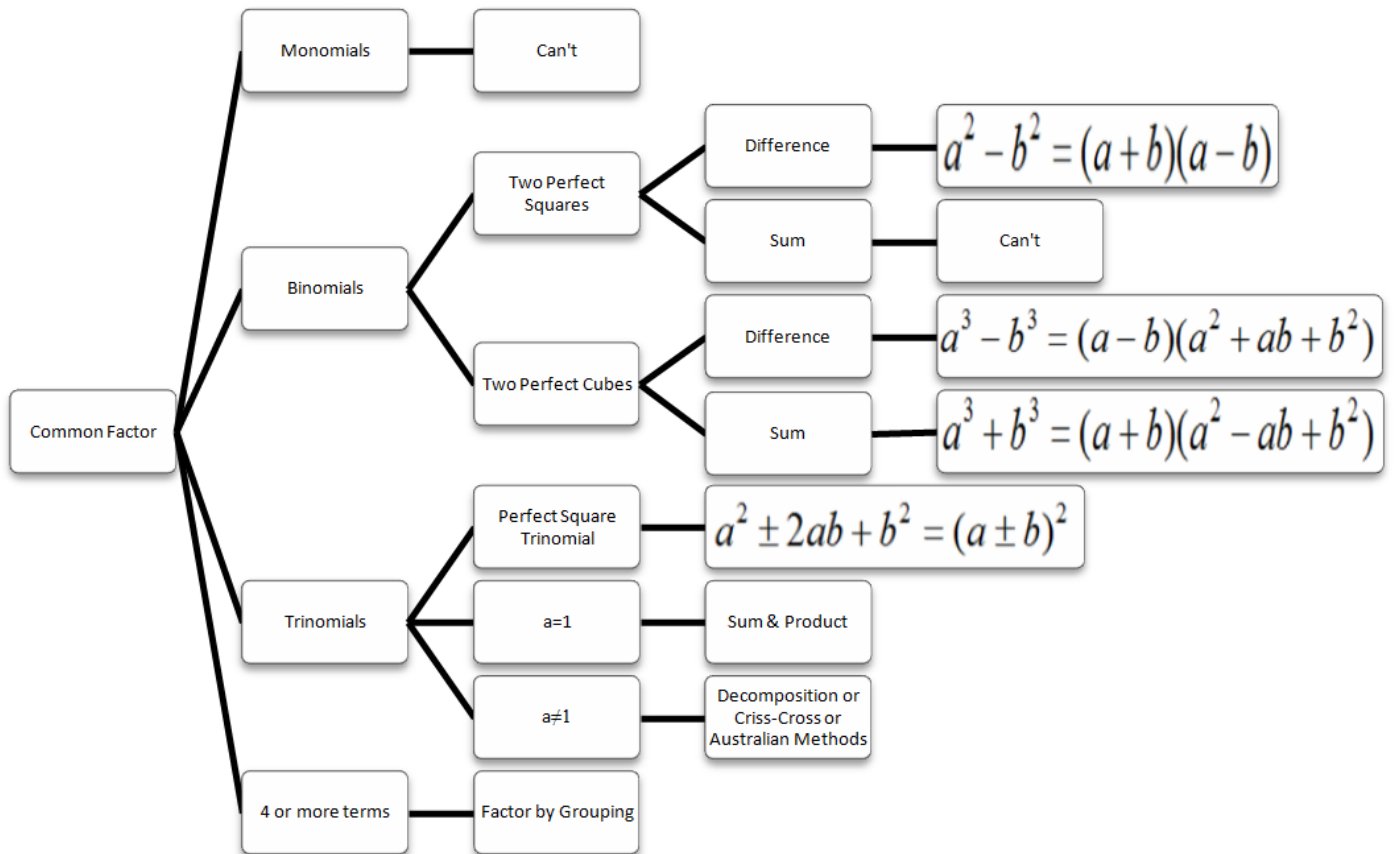 Monomials
Can't
Difference
a² − b² = (a + b)(a − b)
Two Perfect
Squares
Sum
Can't
Binomials
Difference
a³ − b³ = (a − b)(a² + ab + b²)
Two Perfect Cubes
Sum
a³ + b³ = (a + b)(a² − ab + b²)
Common Factor
Perfect Square
Trinomial
a² ± 2ab + b² = (a ± b)²
Trinomials
a=1
Sum & Product
a≠1
Decomposition or
Criss-Cross or
Australian Methods
4 or more terms
Factor by Grouping